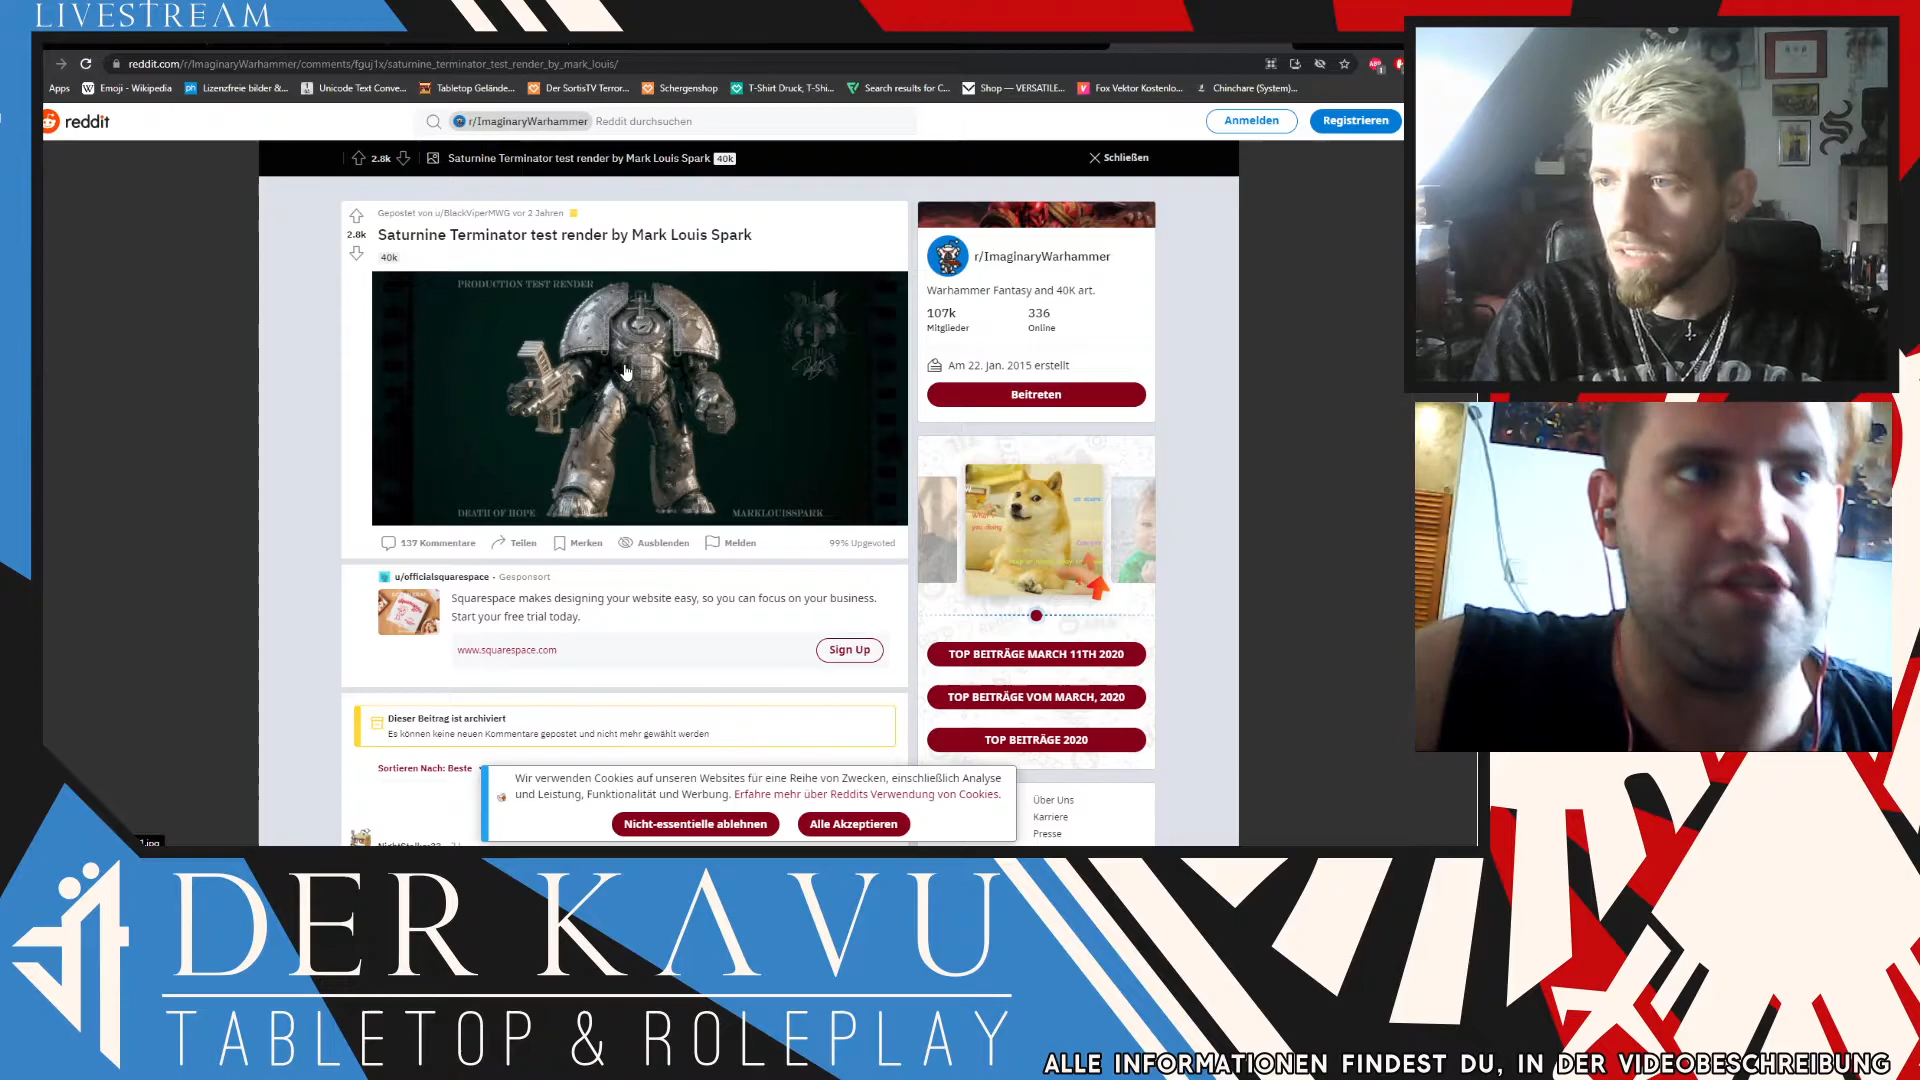 LIVESTREAM
reddit.com/r/ImaginaryWarhammer/comments/fguj1x/saturnine_terminator_test_render_by_mark_louis/
Apps Emoji - Wikipedia Lizenzfreie bilder &... Unicode Text Conve... Tabletop Gelände... Der SortisTV Terror... Schergenshop T-Shirt Druck, T-Shi... Search results for C... Shop — VERSATILE... Fox Vektor Kostenlo... Chinchare (System)...
reddit r/ImaginaryWarhammer Reddit durchsuchen Anmelden Registrieren
2.8k Saturnine Terminator test render by Mark Louis Spark 40k Schließen
Gepostet von u/BlackViperMWG vor 2 Jahren
2.8k Saturnine Terminator test render by Mark Louis Spark
40k
PRODUCTION TEST RENDER
DEATH OF HOPE MARKLOUISSPARK
137 Kommentare Teilen Merken Ausblenden Melden 99% Upgevoted
u/officialsquarespace · Gesponsort
Squarespace makes designing your website easy, so you can focus on your business.
Start your free trial today.
www.squarespace.com Sign Up
Dieser Beitrag ist archiviert
Es können keine neuen Kommentare gepostet und nicht mehr gewählt werden
Sortieren Nach: Beste
r/ImaginaryWarhammer
Warhammer Fantasy and 40K art.
107k 336
Mitglieder Online
Am 22. Jan. 2015 erstellt
Beitreten
TOP BEITRÄGE MARCH 11TH 2020
TOP BEITRÄGE VOM MARCH, 2020
TOP BEITRÄGE 2020
Über Uns
Karriere
Presse
Wir verwenden Cookies auf unseren Websites für eine Reihe von Zwecken, einschließlich Analyse
und Leistung, Funktionalität und Werbung. Erfahre mehr über Reddits Verwendung von Cookies.
Nicht-essentielle ablehnen Alle Akzeptieren
1.jpg
DER KAVU
TABLETOP & ROLEPLAY
ALLE INFORMATIONEN FINDEST DU, IN DER VIDEOBESCHREIBUNG